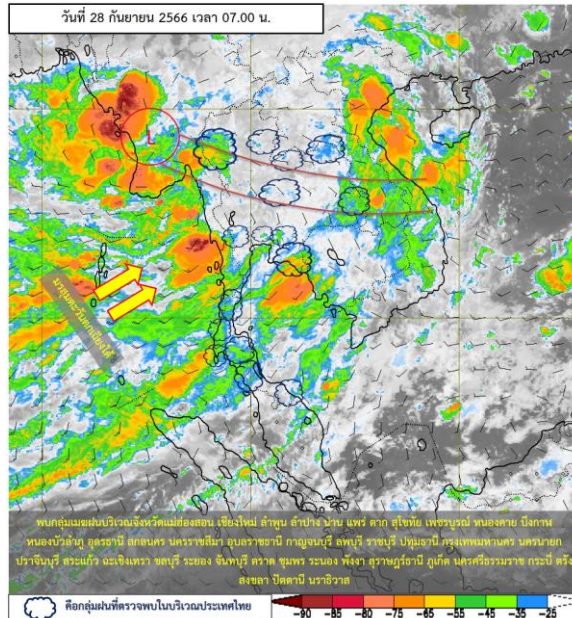 วันที่ 28 กันยายน 2566 เวลา 07.00 น.
L
มรสุมตะวันตกเฉียงใต้
พบกลุ่มเมฆฝนบริเวณจังหวัดแม่ฮ่องสอน เชียงใหม่ ลำพูน ลำปาง น่าน แพร่ ตาก สุโขทัย เพชรบูรณ์ หนองคาย บึงกาฬ
หนองบัวลำภู อุดรธานี สกลนคร นครราชสีมา อุบลราชธานี กาญจนบุรี ลพบุรี ราชบุรี ปทุมธานี กรุงเทพมหานคร นครนายก
ปราจีนบุรี สระแก้ว ฉะเชิงเทรา ชลบุรี ระยอง จันทบุรี ตราด ชุมพร ระนอง พังงา สุราษฎร์ธานี ภูเก็ต นครศรีธรรมราช กระบี่ ตรัง
สงขลา ปัตตานี นราธิวาส
คือกลุ่มฝนที่ตรวจพบในบริเวณประเทศไทย
-90 -85 -80 -75 -65 -55 -45 -35 -25